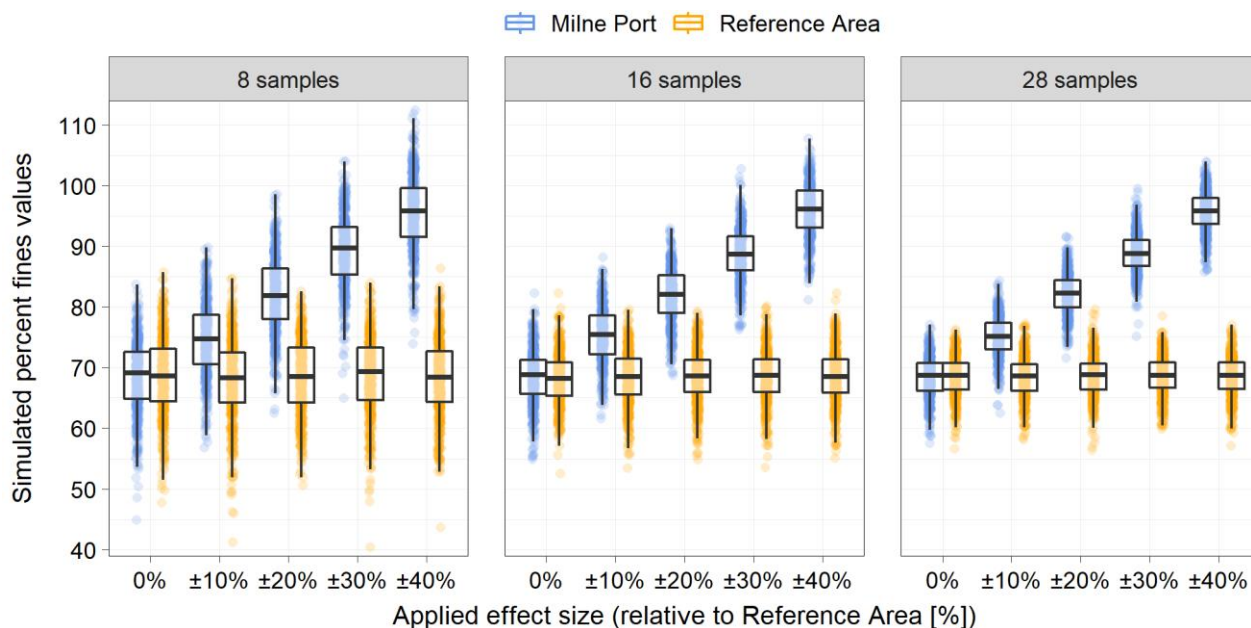 Milne Port Reference Area
8 samples 16 samples 28 samples
Simulated percent fines values
110
100
90
80
70
60
50
40
0% ±10% ±20% ±30% ±40% 0% ±10% ±20% ±30% ±40% 0% ±10% ±20% ±30% ±40%
Applied effect size (relative to Reference Area [%])